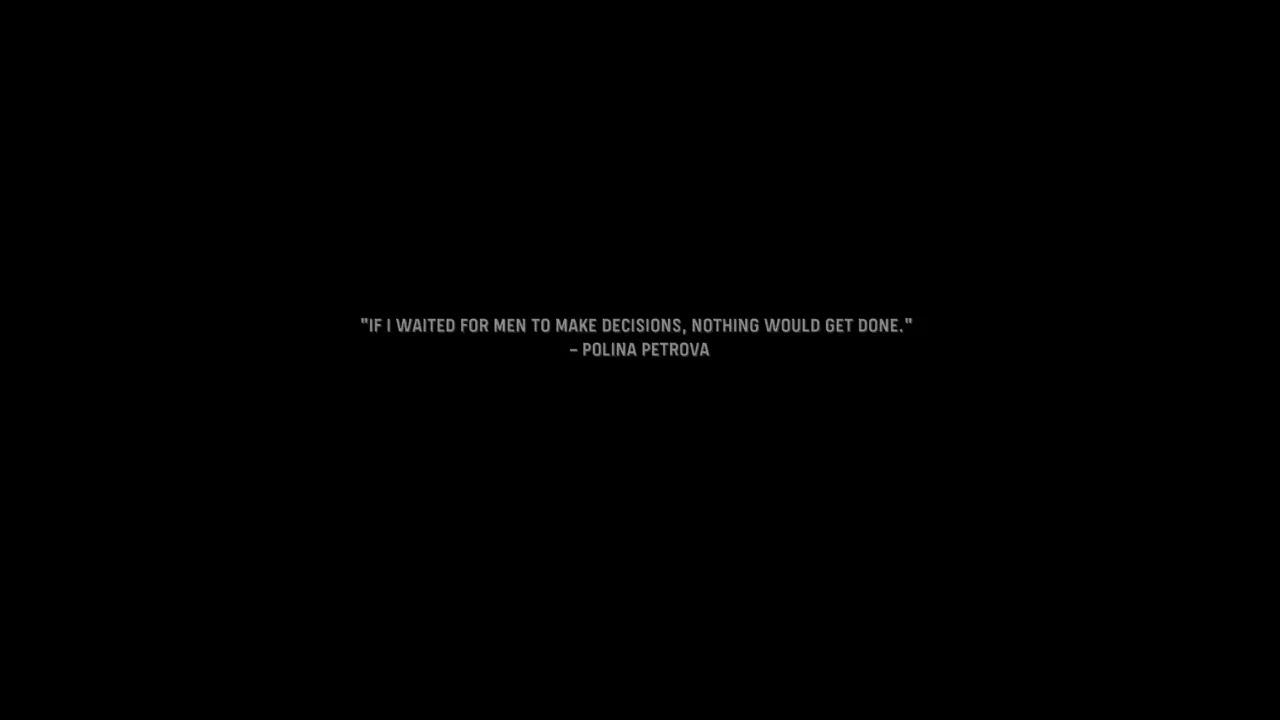 "IF I WAITED FOR MEN TO MAKE DECISIONS, NOTHING WOULD GET DONE."
– POLINA PETROVA